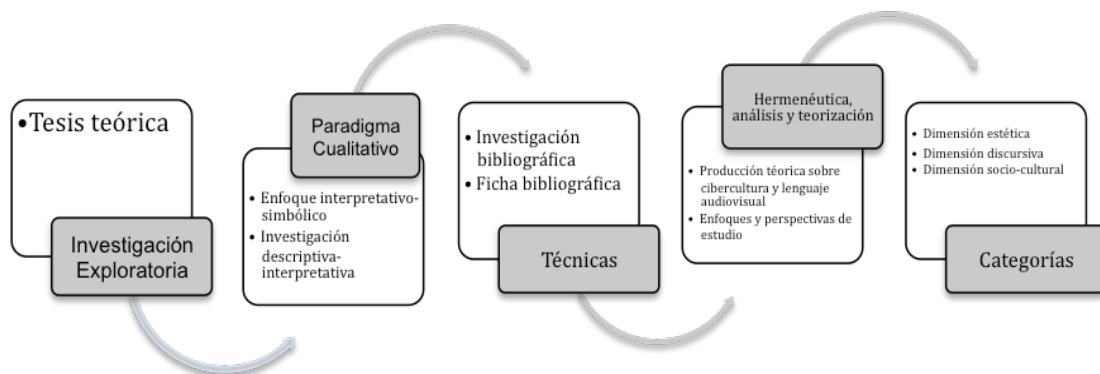 •Tesis teórica
Investigación
Exploratoria
Paradigma
Cualitativo
• Enfoque interpretativo-
simbólico
• Investigación
descriptiva-
interpretativa
• Investigación
bibliográfica
• Ficha bibliográfica
Técnicas
Hermenéutica,
análisis y teorización
• Producción téorica sobre
cibercultura y lenguaje
audiovisual
• Enfoques y perspectivas de
estudio
• Dimensión estética
• Dimensión discursiva
• Dimensión socio-cultural
Categorías